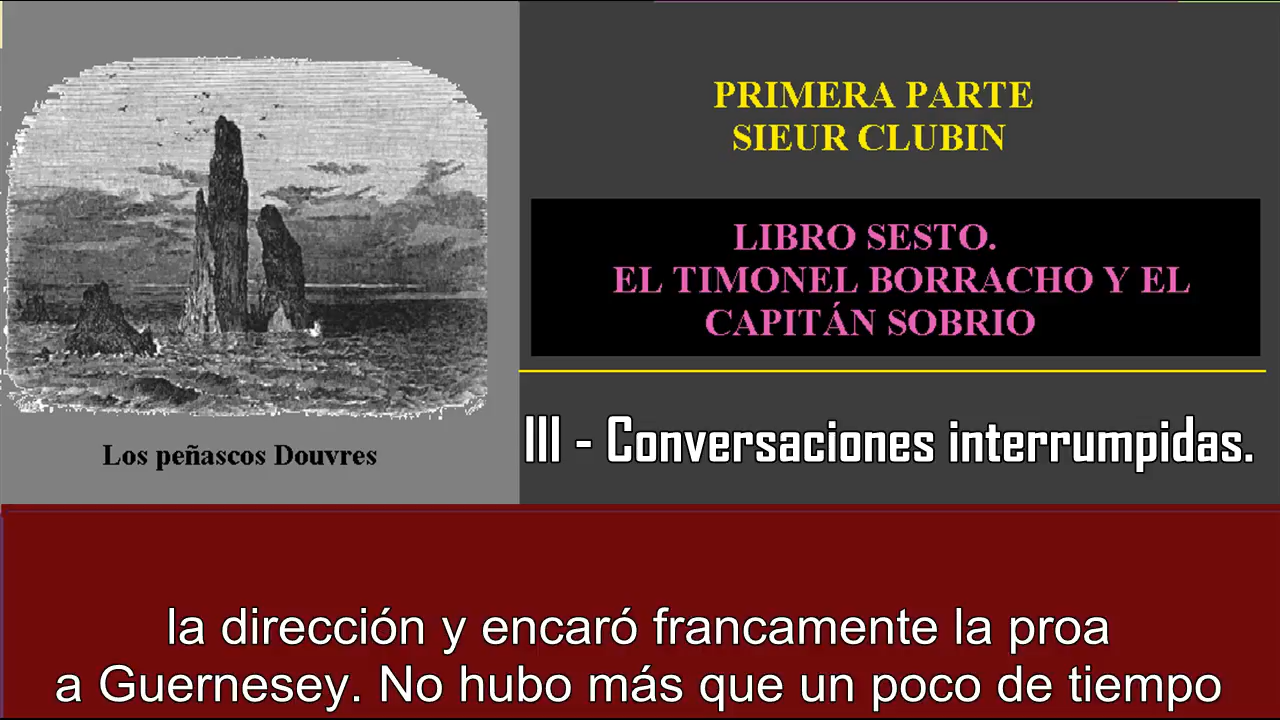 PRIMERA PARTE
SIEUR CLUBIN
LIBRO SESTO.
EL TIMONEL BORRACHO Y EL
CAPITÁN SOBRIO
III - Conversaciones interrumpidas.
Los peñascos Douvres
la dirección y encaró francamente la proa
a Guernesey. No hubo más que un poco de tiempo